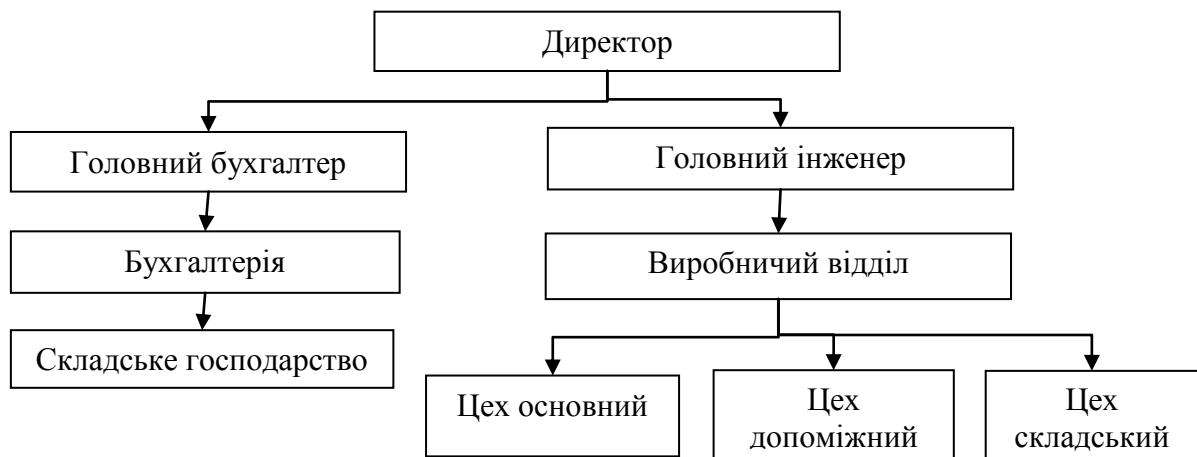 Директор
Головний бухгалтер
Головний інженер
Бухгалтерія
Виробничий відділ
Складське господарство
Цех основний
Цех
допоміжний
Цех
складський